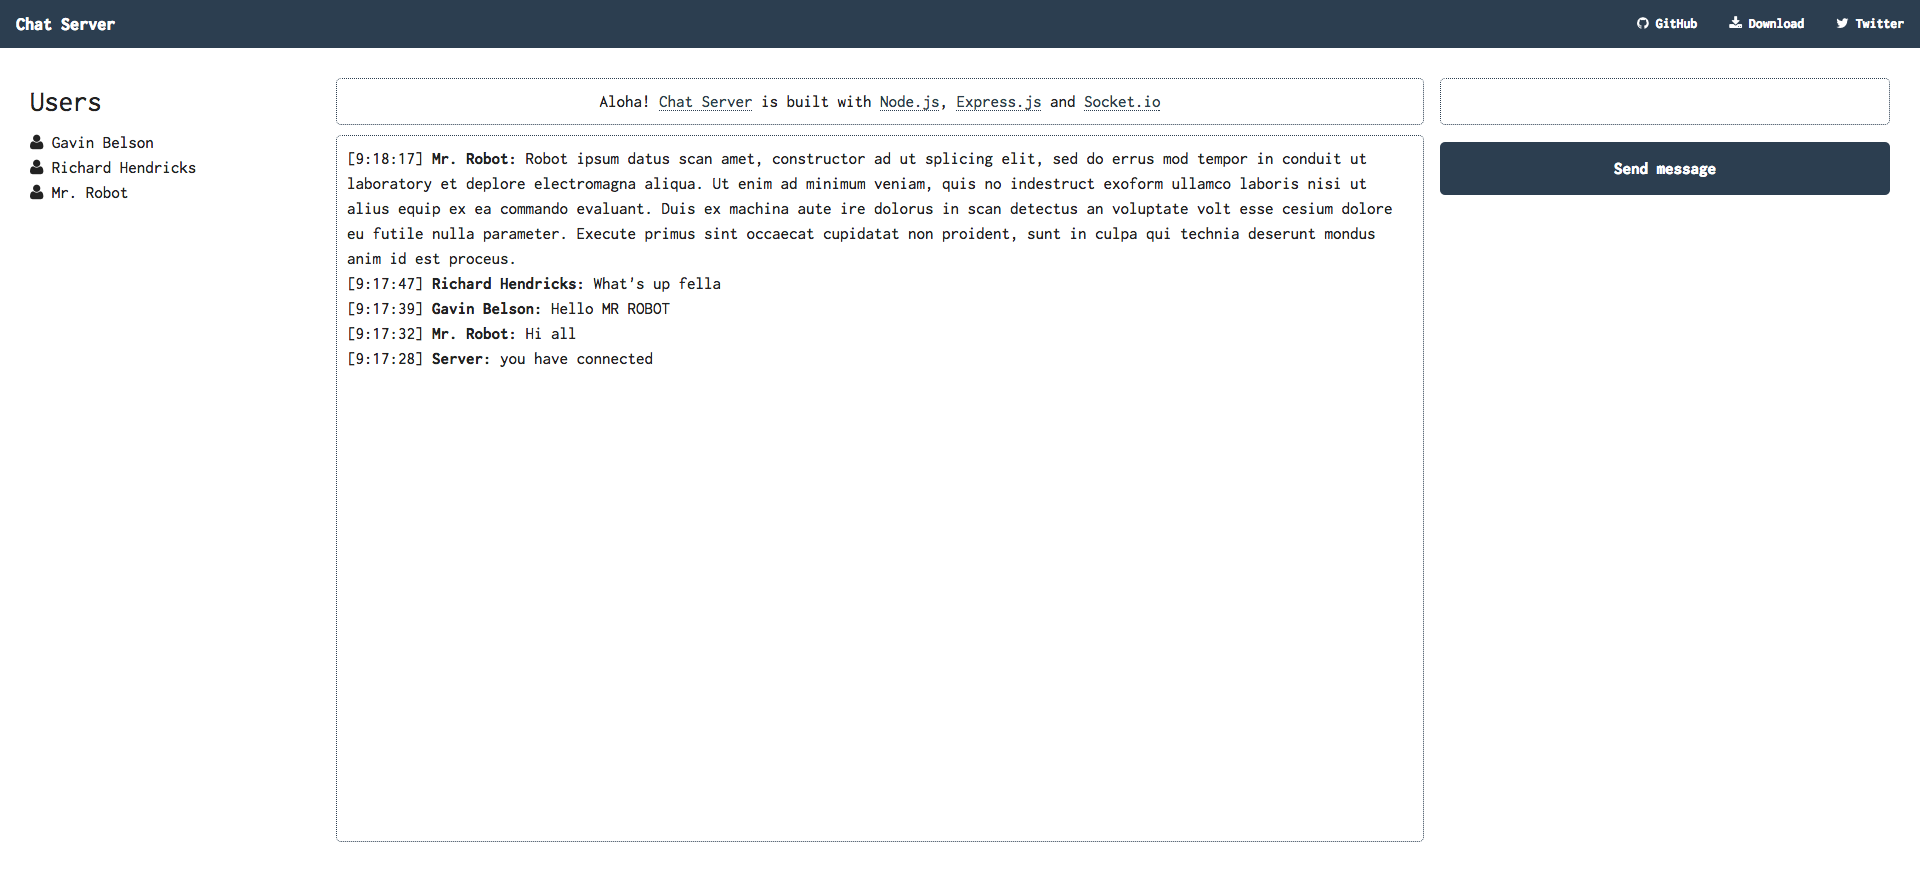 Chat Server
GitHub
Download
Twitter
Users
Gavin Belson
Richard Hendricks
Mr. Robot
Aloha! Chat Server is built with Node.js, Express.js and Socket.io
[9:18:17] Mr. Robot: Robot ipsum datus scan amet, constructor ad ut splicing elit, sed do errus mod tempor in conduit ut
laboratory et deplore electromagna aliqua. Ut enim ad minimum veniam, quis no indestruct exoform ullamco laboris nisi ut
alius equip ex ea commando evaluant. Duis ex machina aute ire dolorus in scan detectus an voluptate volt esse cesium dolore
eu futile nulla parameter. Execute primus sint occaecat cupidatat non proident, sunt in culpa qui technia deserunt mondus
anim id est proceus.
[9:17:47] Richard Hendricks: What's up fella
[9:17:39] Gavin Belson: Hello MR ROBOT
[9:17:32] Mr. Robot: Hi all
[9:17:28] Server: you have connected
Send message